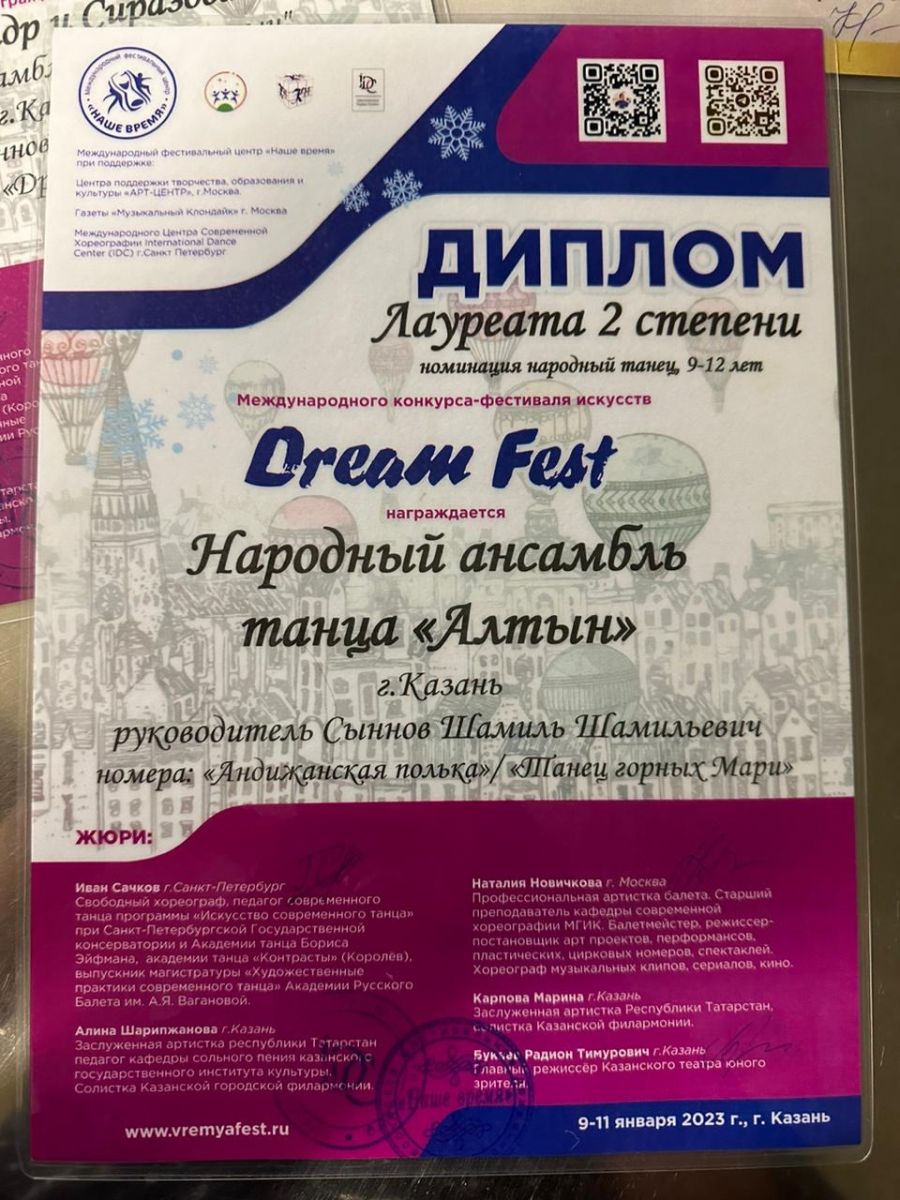 Международный фестивальный центр
«НАШЕ ВРЕМЯ»
IDC
Международный фестивальный центр «Наше время»
при поддержке:
Центра поддержки творчества, образования и
культуры «АРТ-ЦЕНТР», г.Москва.
Газеты «Музыкальный Клондайк» г. Москва
Международного Центра Современной
Хореографии International Dance
Center (IDC) г.Санкт Петербург
ДИПЛОМ
Лауреата 2 степени
номинация народный танец, 9-12 лет
Международного конкурса-фестиваля искусств
Dream Fest
награждается
Народный ансамбль
танца «Алтын»
г.Казань
руководитель Сыннов Шамиль Шамильевич
номера: «Андижанская полька»/ «Танец горных Мари»
ЖЮРИ:
Иван Сачков г.Санкт-Петербург
Свободный хореограф, педагог современного
танца программы «Искусство современного танца»
при Санкт-Петербургской Государственной
консерватории и Академии танца Бориса
Эйфмана, академии танца «Контрасты» (Королёв),
выпускник магистратуры «Художественные
практики современного танца» Академии Русского
Балета им. А.Я. Вагановой.
Алина Шарипжанова г.Казань
Заслуженная артистка республики Татарстан
педагог кафедры сольного пения казанского
государственного института культуры.
Солистка Казанской городской филармонии.
Наталия Новичкова г. Москва
Профессиональная артистка балета. Старший
преподаватель кафедры современной
хореографии МГИК. Балетмейстер, режиссер-
постановщик арт проектов, перформансов,
пластических, цирковых номеров, спектаклей.
Хореограф музыкальных клипов, сериалов, кино.
Карпова Марина г.Казань
Заслуженная артистка Республики Татарстан,
солистка Казанской филармонии.
Букаев Радион Тимурович г.Казань
Главный режиссёр Казанского театра юного
зрителя.
«Наше время»
www.vremyafest.ru
9-11 января 2023 г., г. Казань